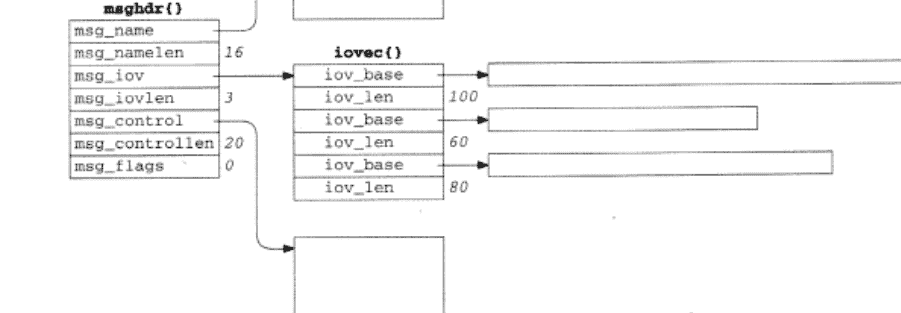 msghdr{}
msg_name
msg_namelen 16
msg_iov
msg_iovlen 3
msg_control
msg_controllen 20
msg_flags 0
iovec{}
iov_base
iov_len 100
iov_base
iov_len 60
iov_base
iov_len 80